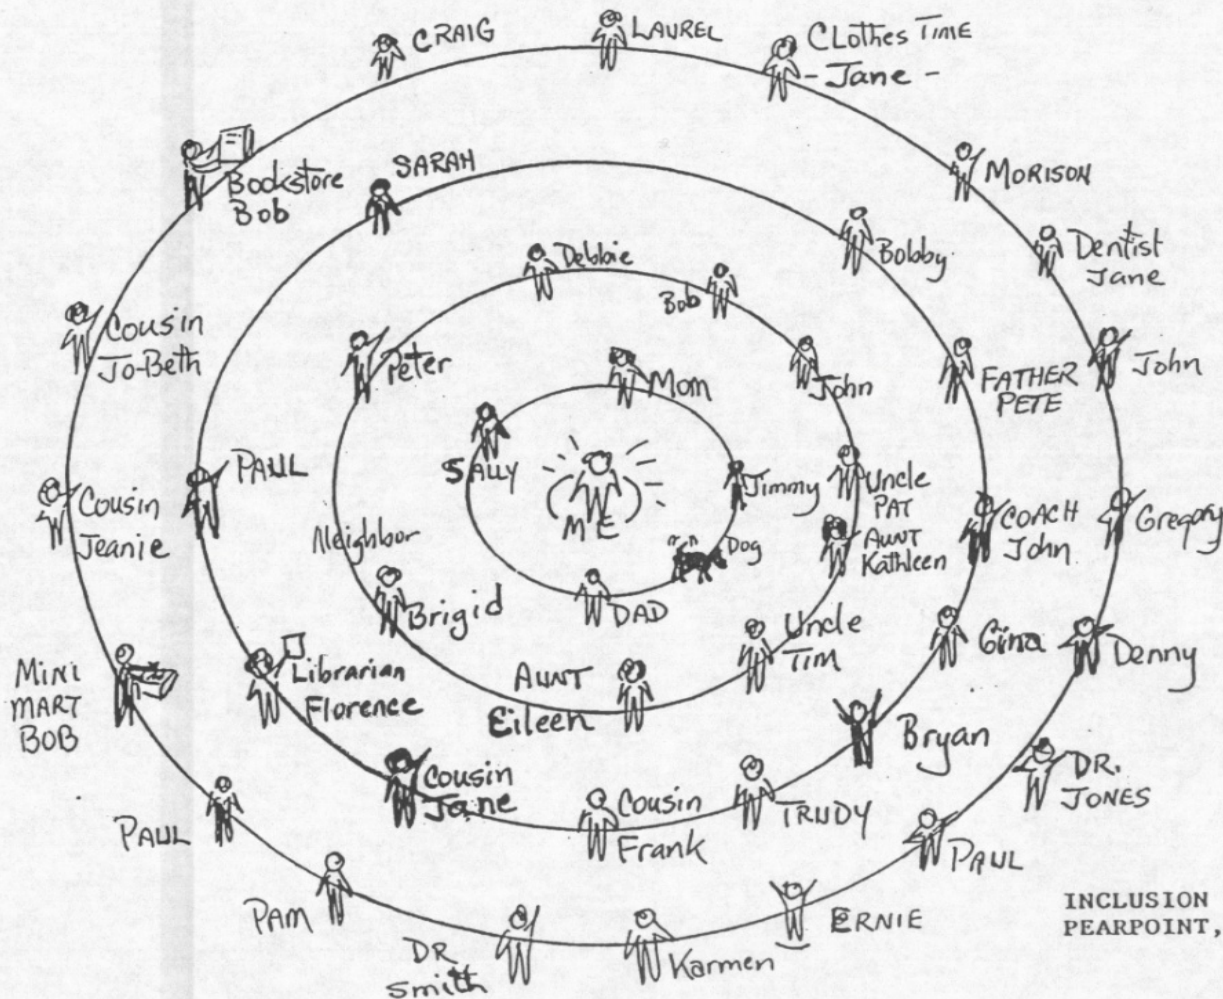 CRAIG
LAUREL
CLothes TIME
- Jane -
Bookstore
Bob
SARAH
MORISON
Debbie
Bobby
Dentist
Jane
Bob
Cousin
Jo-Beth
Peter
Mom
John
FATHER
PETE
John
SALLY
PAUL
Jimmy
Uncle
PAT
Cousin
Jeanie
ME
COACH
John
Gregory
Neighbor
Dog
AUNT
Kathleen
Brigid
DAD
Uncle
Tim
Gina
Denny
MINI
MART
BOB
Librarian
Florence
AUNT
Eileen
Bryan
Cousin
Jane
Cousin
Frank
TRUDY
DR.
JONES
PAUL
PAUL
PAM
ERNIE
INCLUSION
PEARPOINT,
DR.
Smith
Karmen